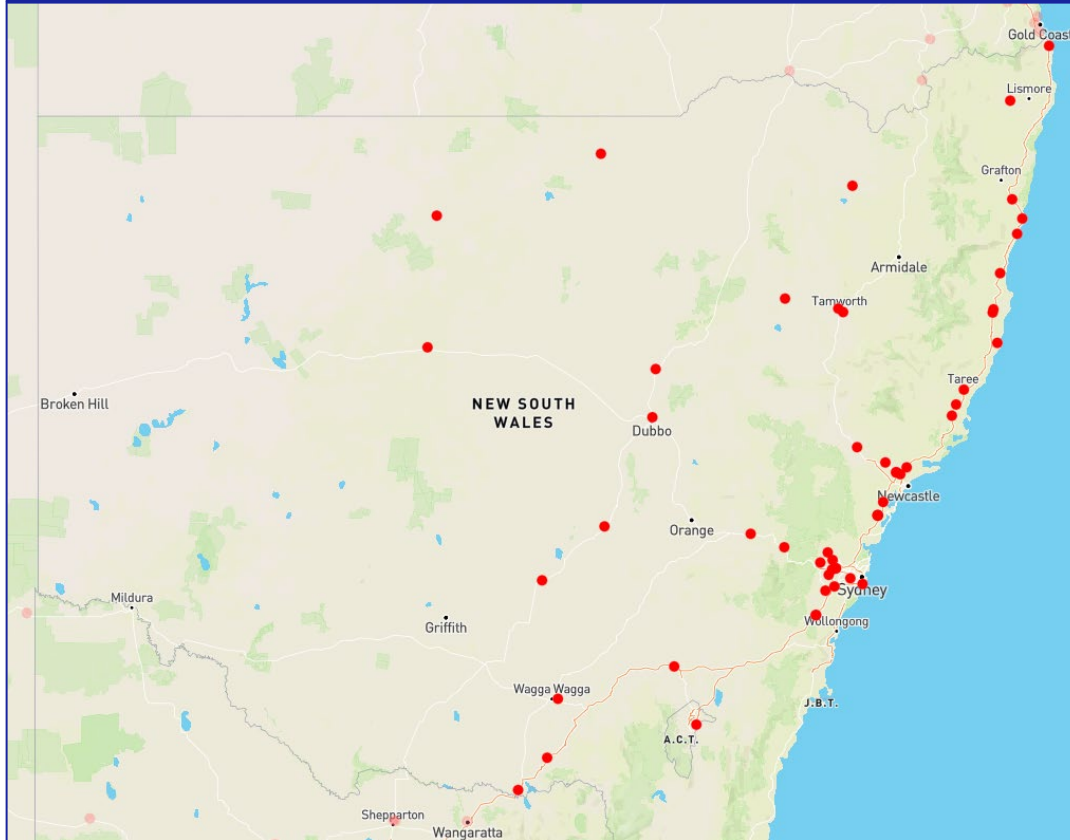 Gold Coast
Lismore
Grafton
Armidale
Tamworth
Taree
Broken Hill
NEW SOUTH
WALES
Dubbo
Newcastle
Orange
Sydney
Mildura
Griffith
Wollongong
Wagga Wagga
J.B.T.
A.C.T.
Shepparton
Wangaratta